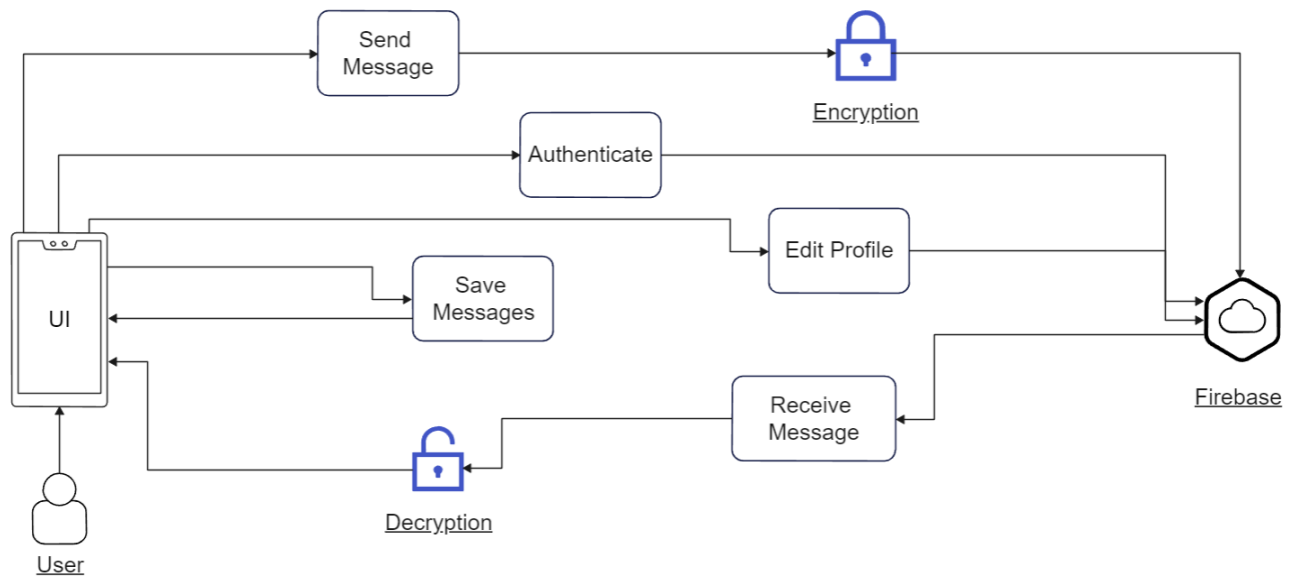 Send
Message
Encryption
Authenticate
Edit Profile
Save
Messages
UI
Firebase
Receive
Message
Decryption
User